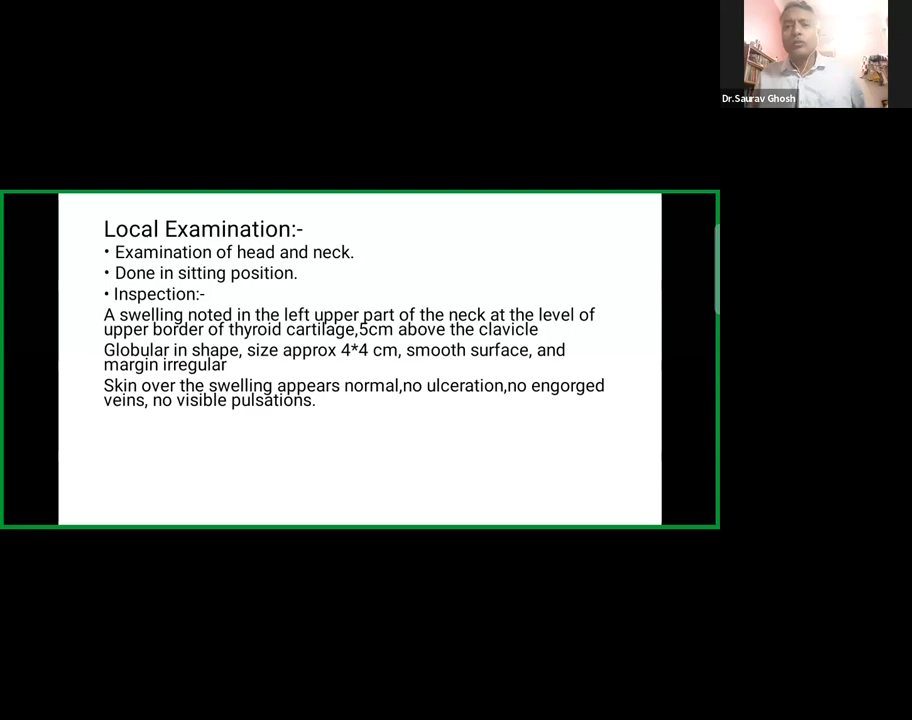 Dr.Saurav Ghosh
Local Examination:-
• Examination of head and neck.
• Done in sitting position.
• Inspection:-
A swelling noted in the left upper part of the neck at the level of
upper border of thyroid cartilage,5cm above the clavicle
Globular in shape, size approx 4*4 cm, smooth surface, and
margin irregular
Skin over the swelling appears normal,no ulceration,no engorged
veins, no visible pulsations.